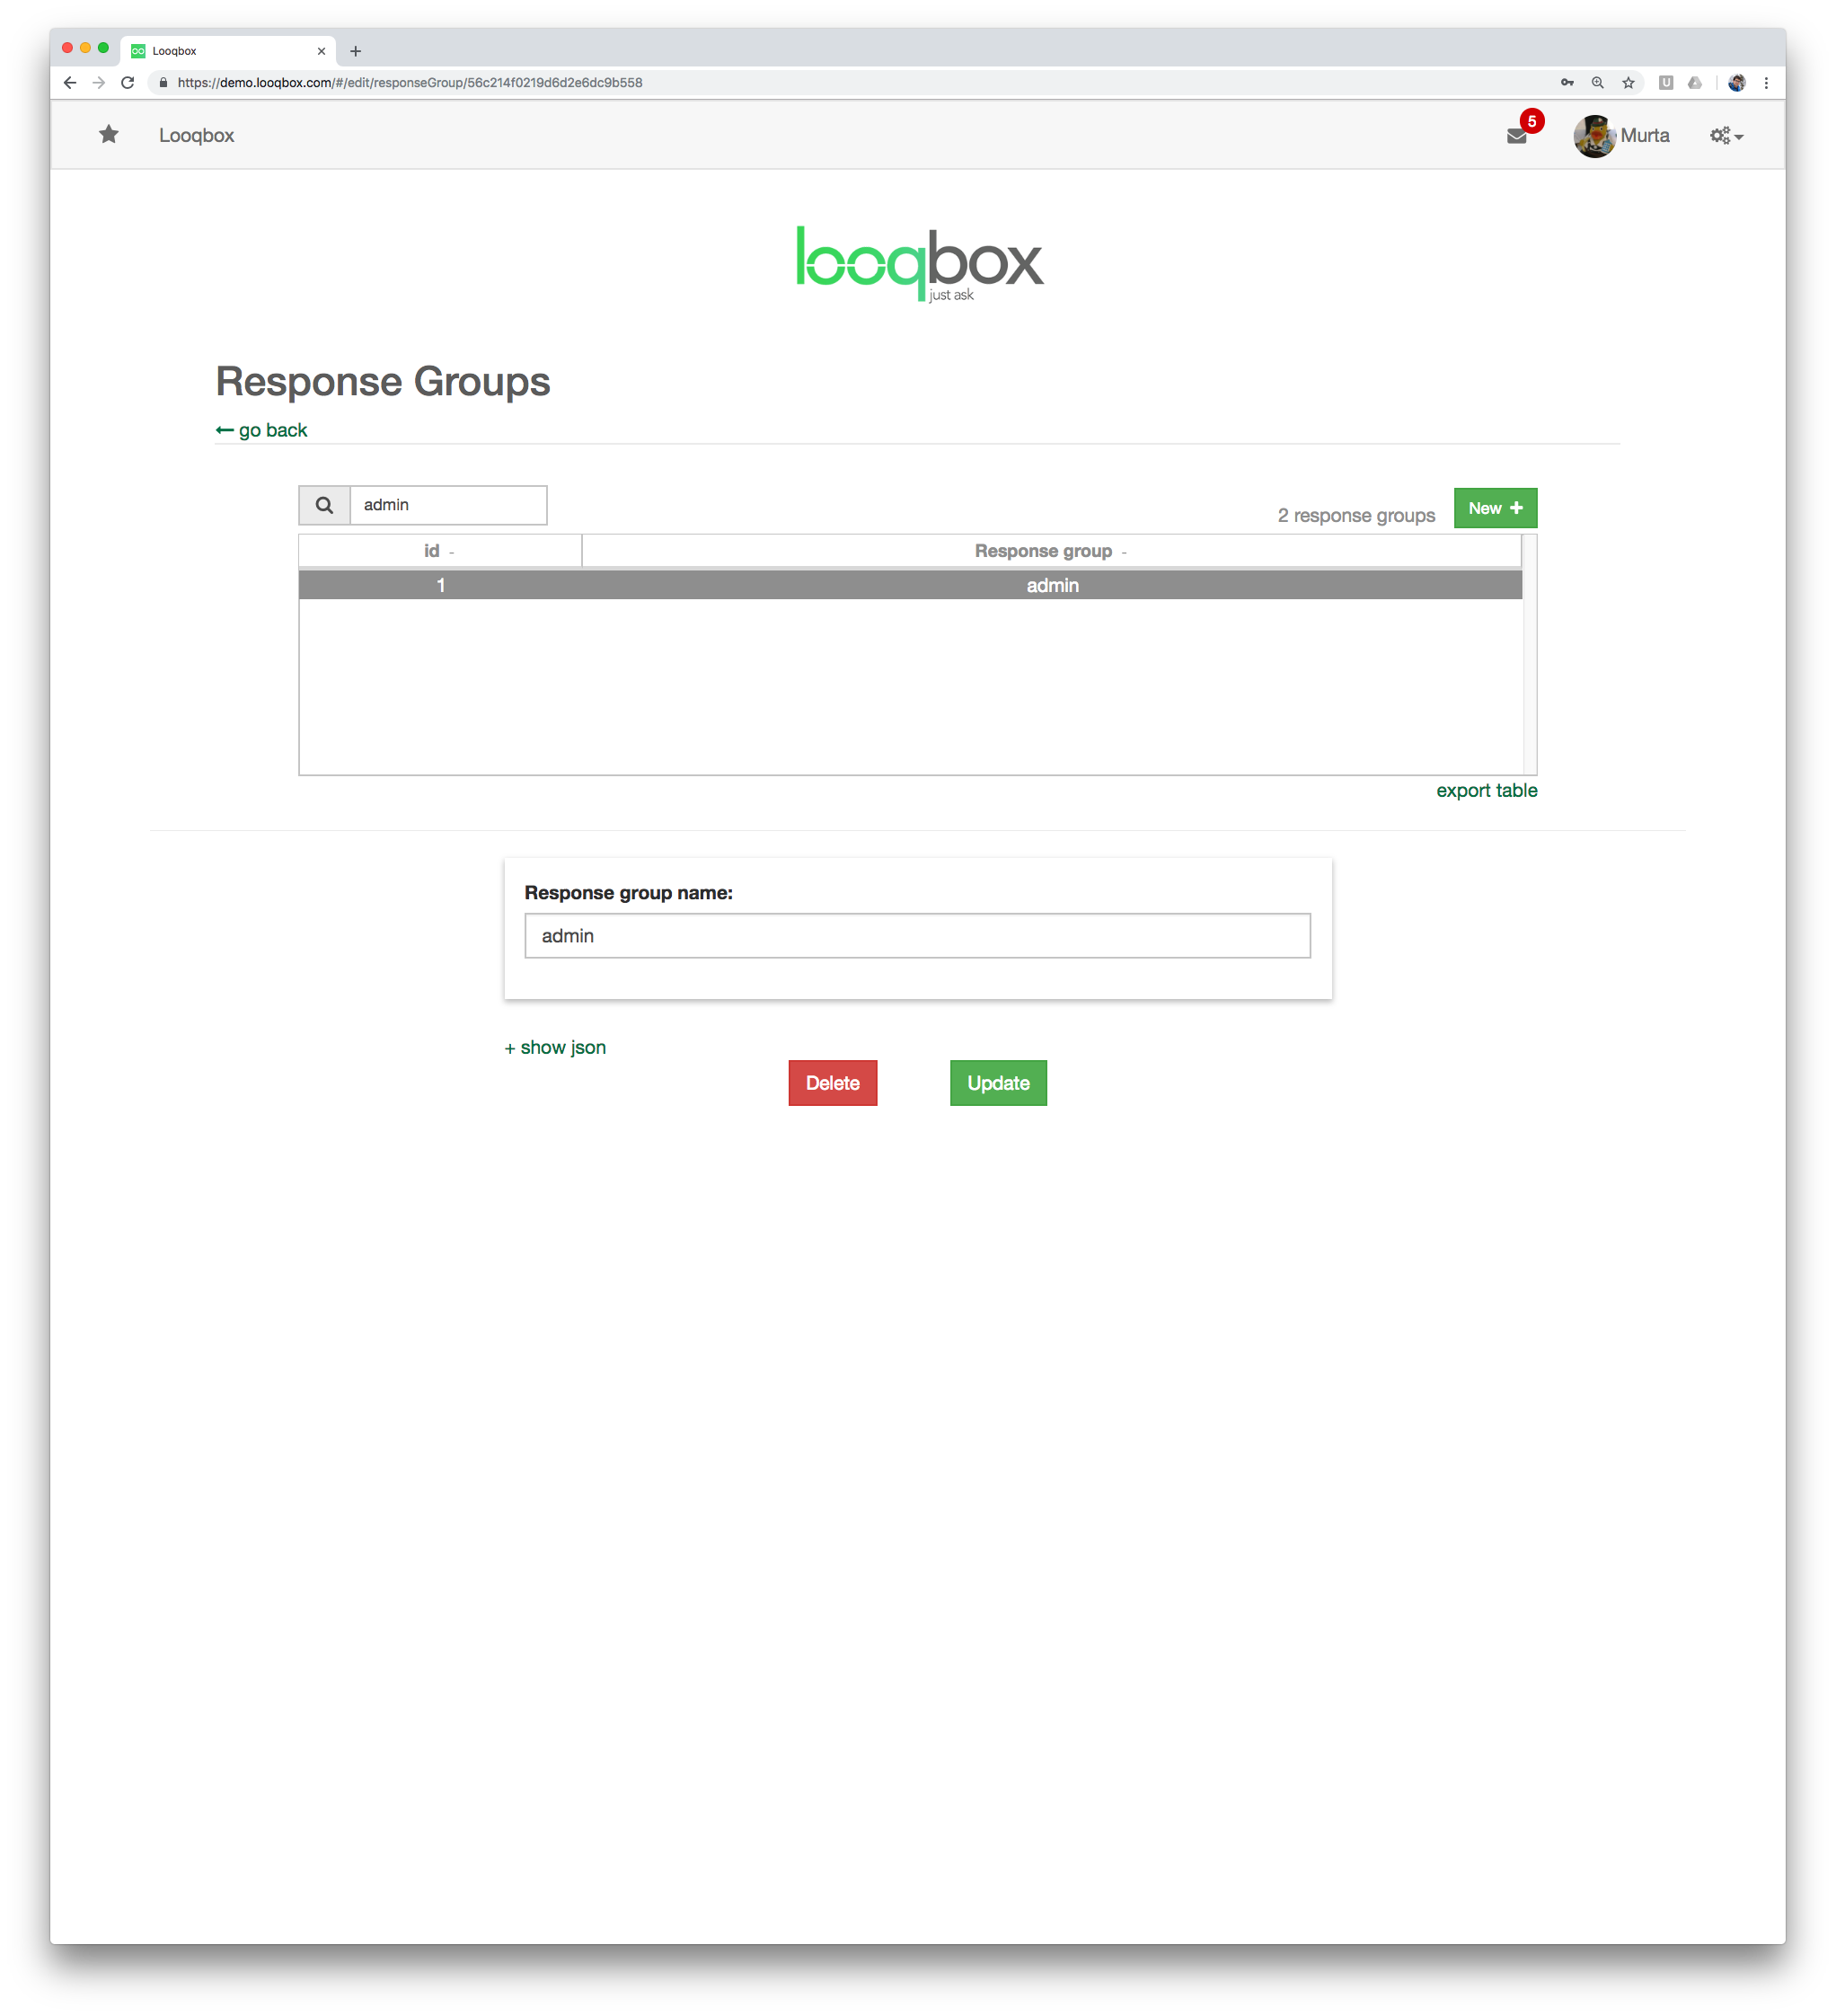 Looqbox
https://demo.looqbox.com/#/edit/responseGroup/56c214f0219d6d2e6dc9b558
U
Looqbox
5
Murta
looqbox
just ask
Response Groups
go back
admin
2 response groups
New +
id -
Response group -
1
admin
export table
Response group name:
admin
+ show json
Delete
Update